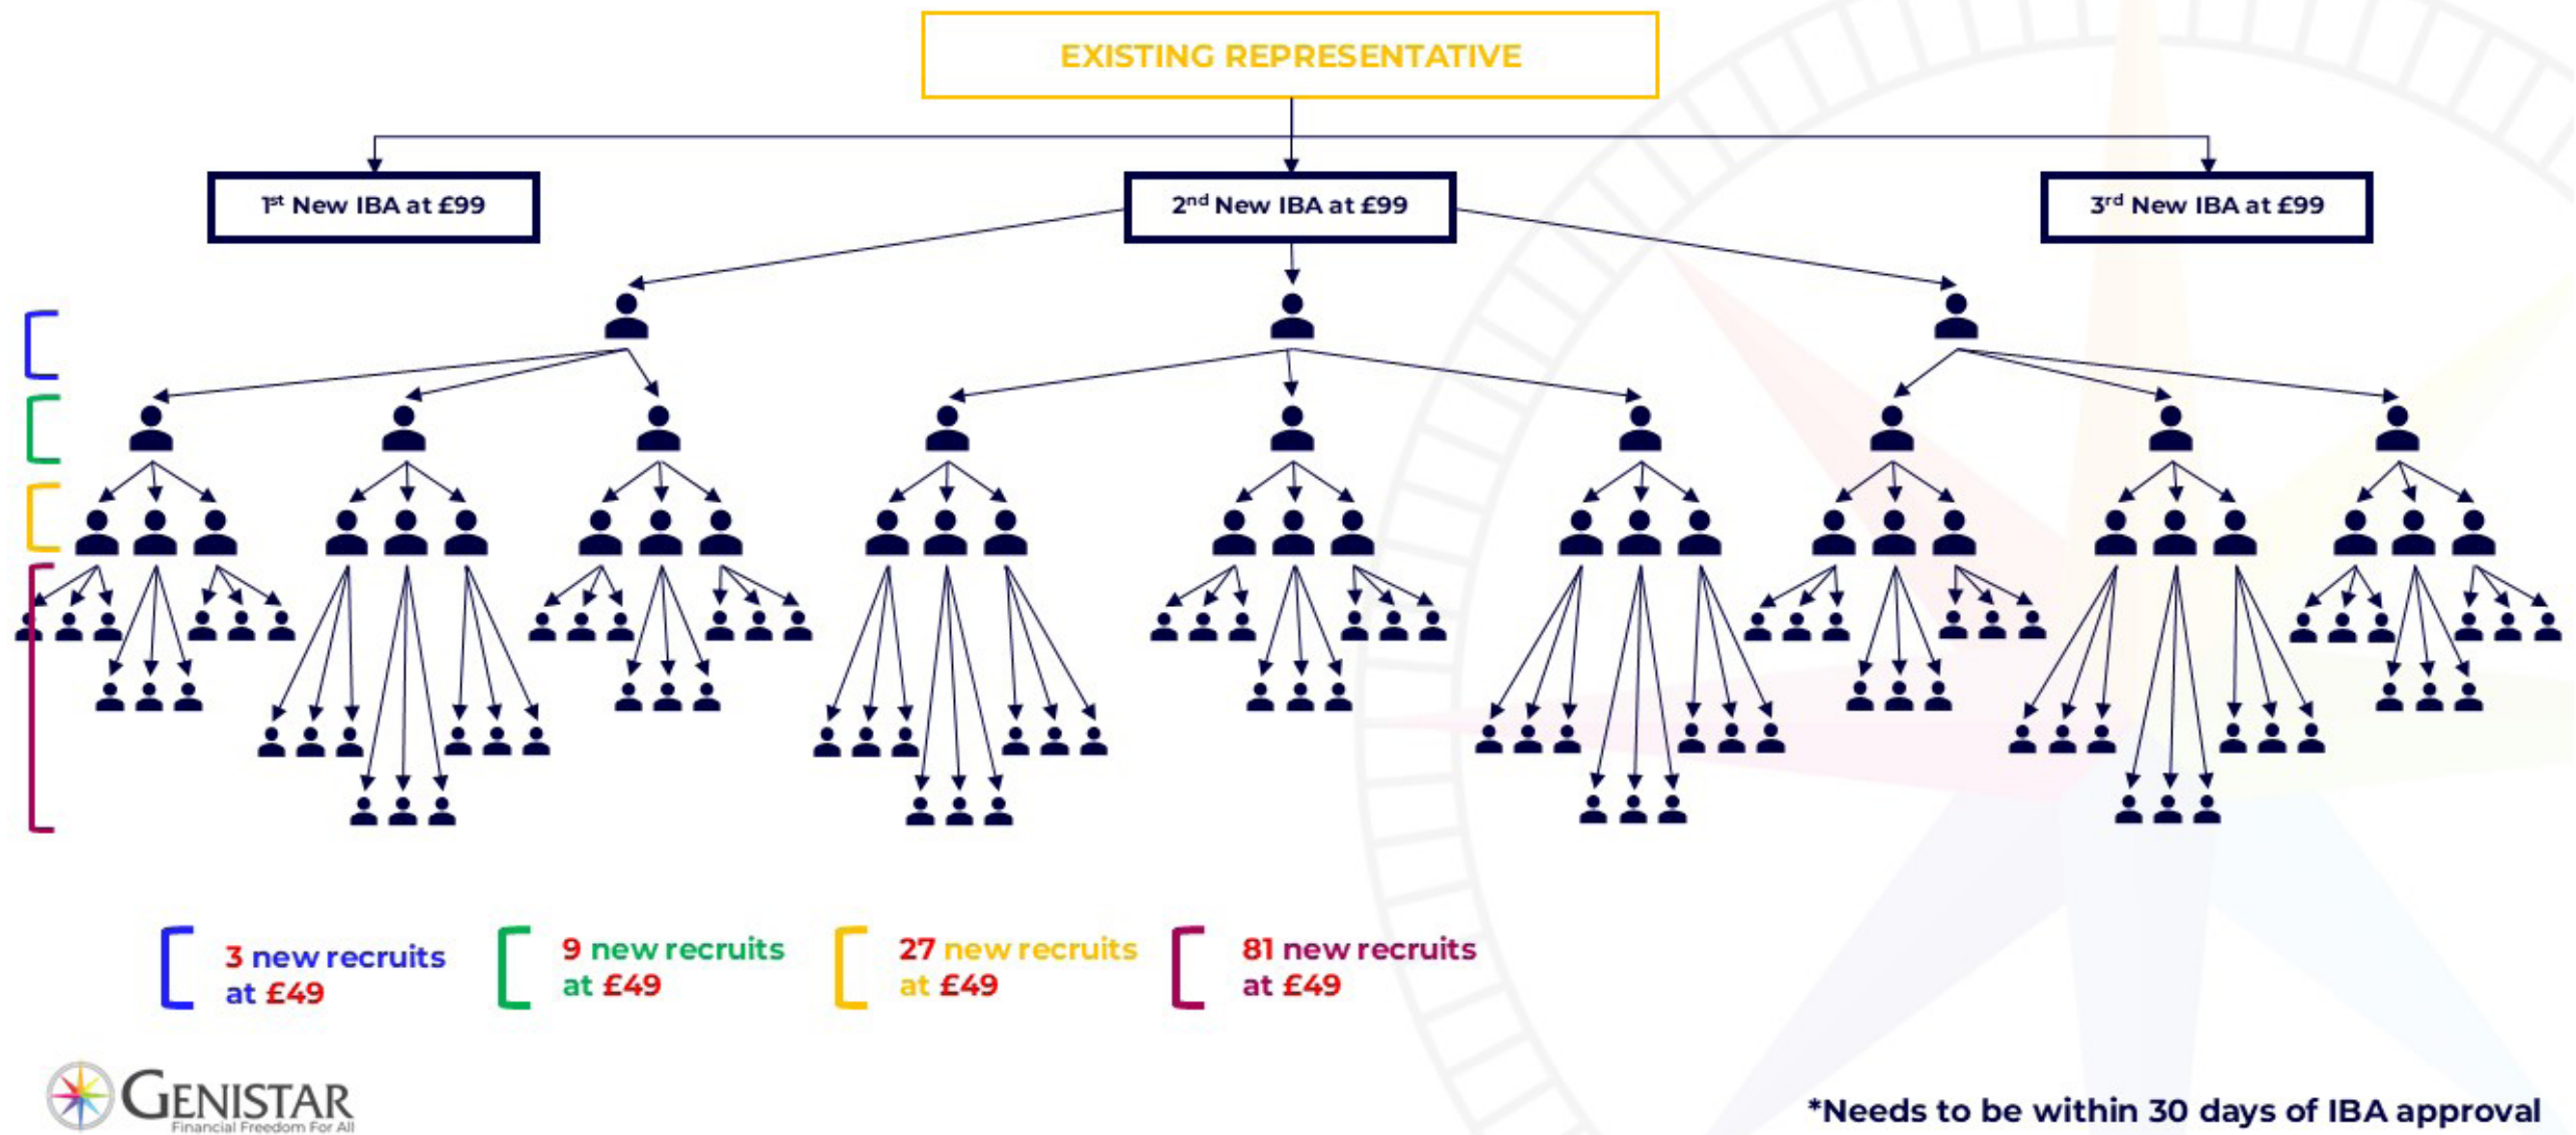 EXISTING REPRESENTATIVE
1st New IBA at £99
2nd New IBA at £99
3rd New IBA at £99
3 new recruits
at £49
9 new recruits
at £49
27 new recruits
at £49
81 new recruits
at £49
GENISTAR
Financial Freedom For All
*Needs to be within 30 days of IBA approval